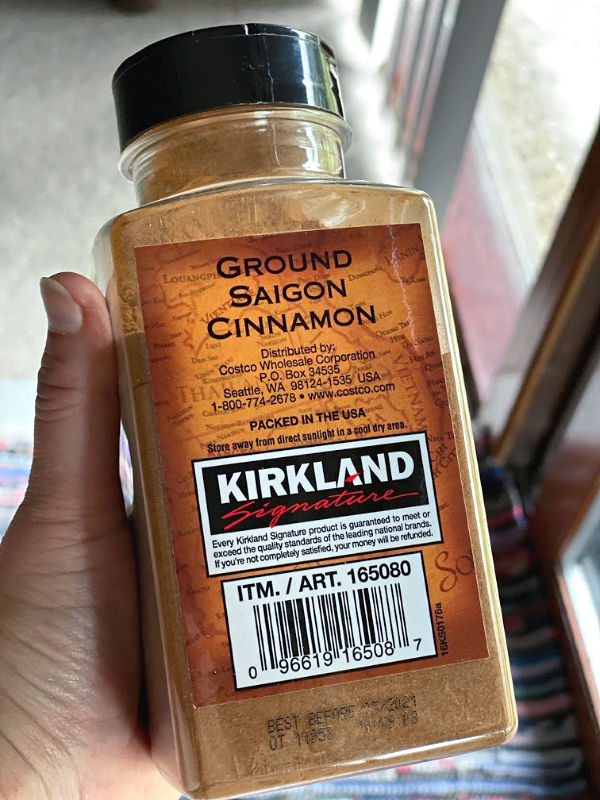 GROUND
SAIGON
CINNAMON
Distributed by:
Costco Wholesale Corporation
P.O. Box 34535
Seattle, WA 98124-1535 USA
1-800-774-2678 • www.costco.com
PACKED IN THE USA
Store away from direct sunlight in a cool dry area.
KIRKLAND
Signature
Every Kirkland Signature product is guaranteed to meet or
exceed the quality standards of the leading national brands.
If you're not completely satisfied, your money will be refunded.
ITM. / ART. 165080
0 96619 16508 7
16KS0176a
BEST BEFORE /2021
OT